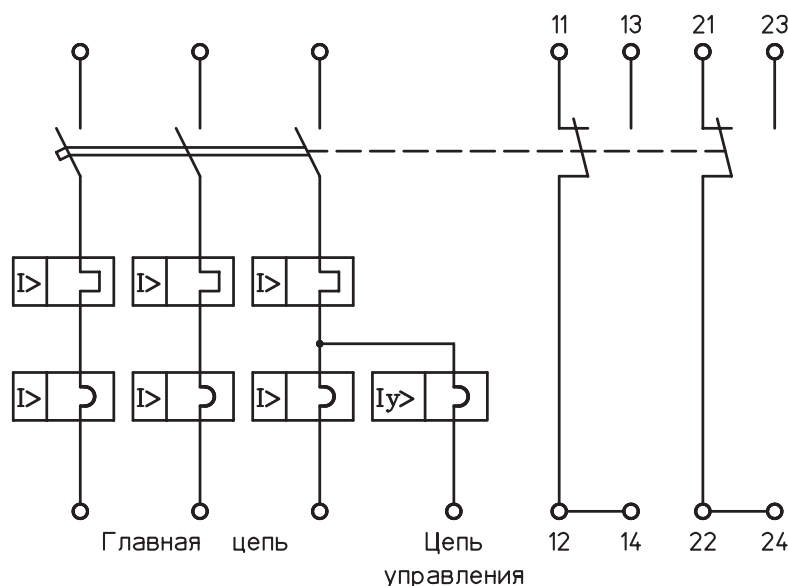 11 13 21 23
I> I> I>
I> I> I> Iу>
Главная цепь Цепь управления
12 14 22 24